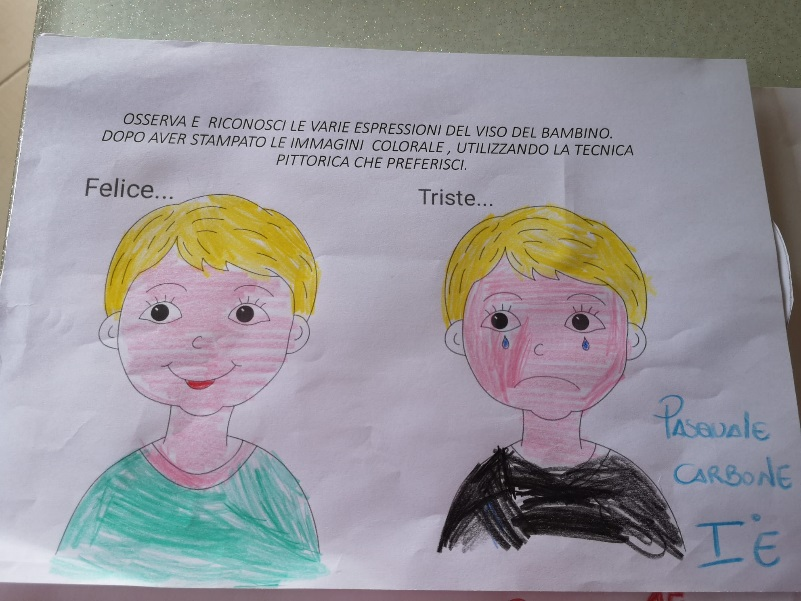 OSSERVA E RICONOSCI LE VARIE ESPRESSIONI DEL VISO DEL BAMBINO.
DOPO AVER STAMPATO LE IMMAGINI COLORALE , UTILIZZANDO LA TECNICA
PITTORICA CHE PREFERISCI.
Felice...
Triste...
PASQUALE
CARBONE
I° E